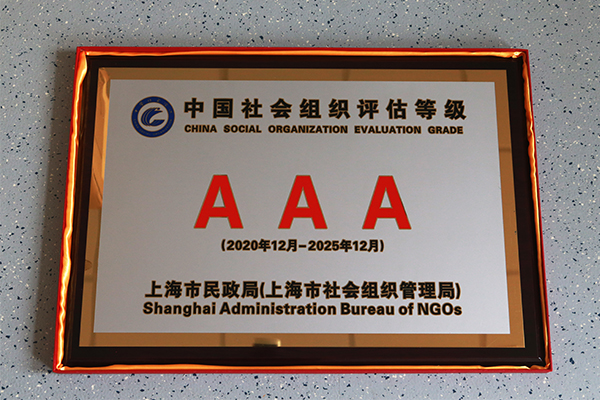 中国社会组织评估等级
CHINA SOCIAL ORGANIZATION EVALUATION GRADE
AAA
(2020年12月-2025年12月)
上海市民政局(上海市社会组织管理局)
Shanghai Administration Bureau of NGOs